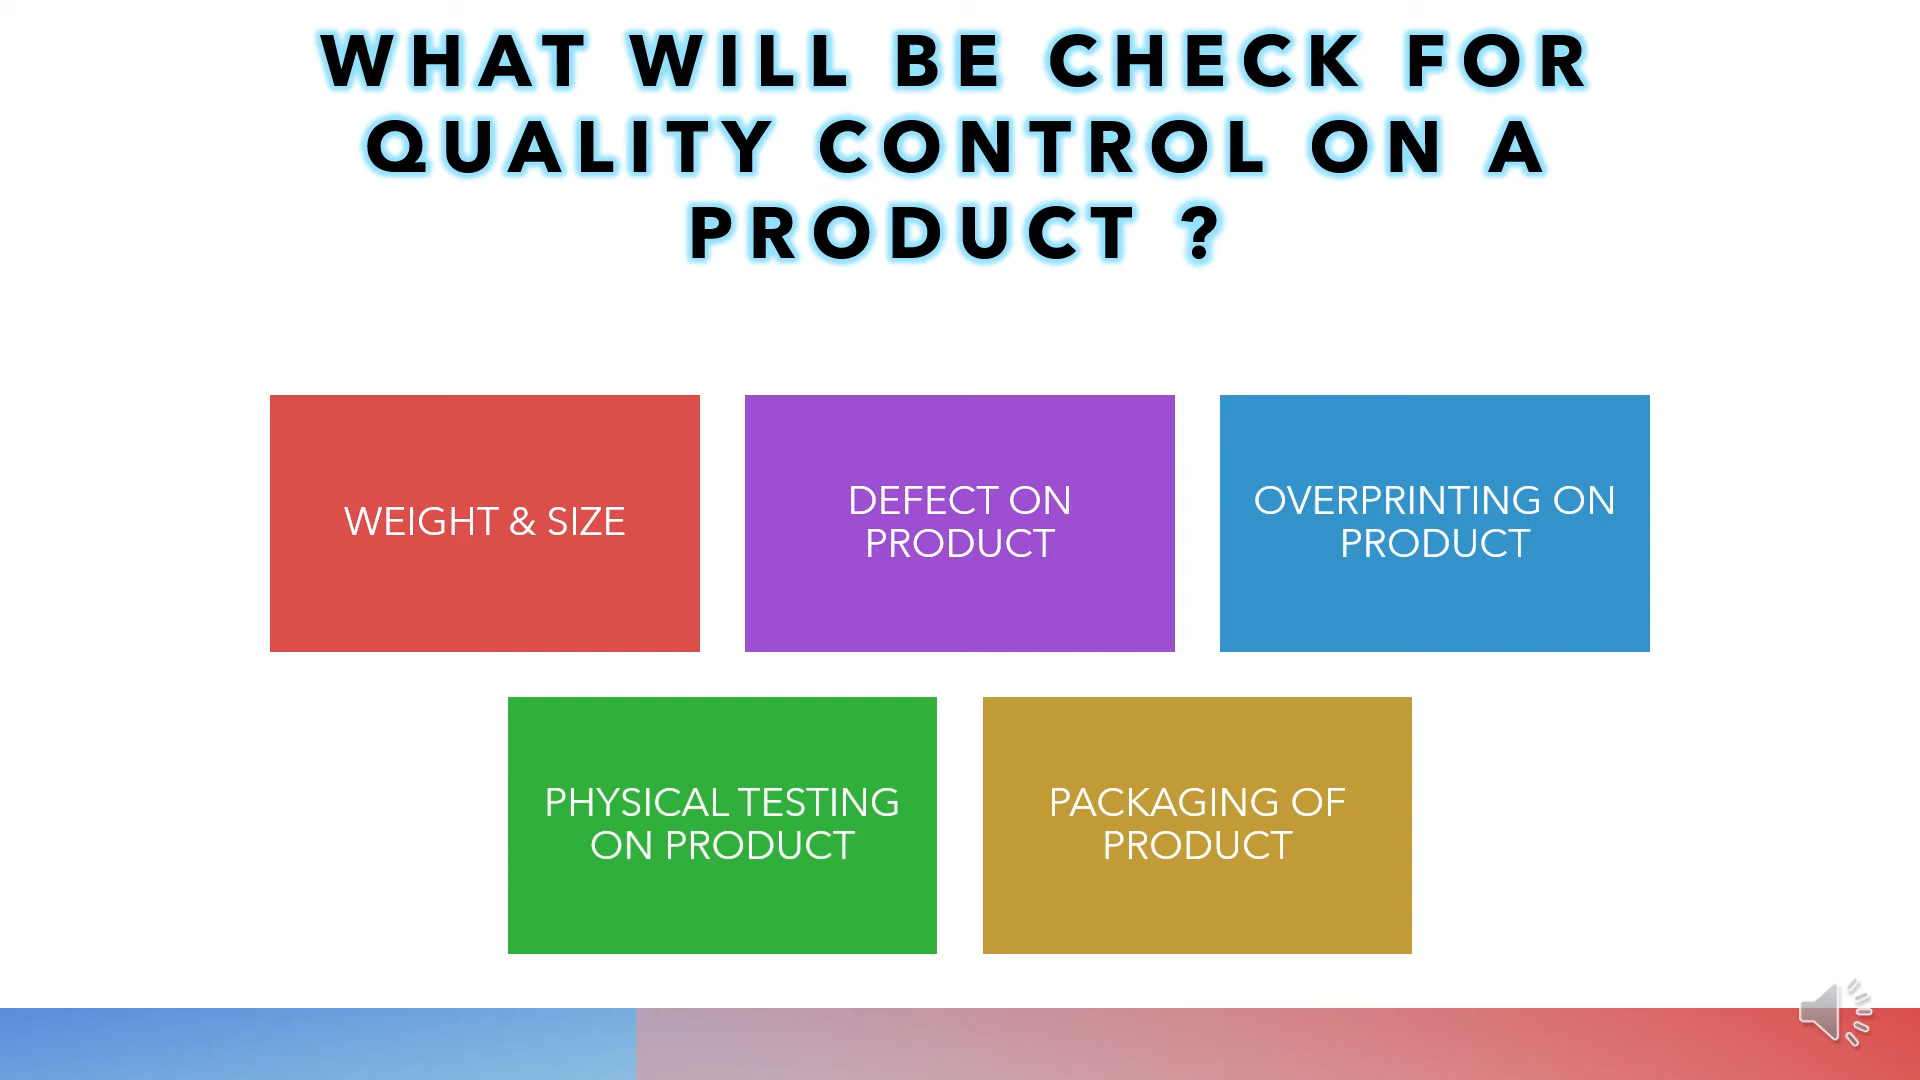 WHAT WILL BE CHECK FOR
QUALITY CONTROL ON A
PRODUCT ?
WEIGHT & SIZE
DEFECT ON
PRODUCT
OVERPRINTING ON
PRODUCT
PHYSICAL TESTING
ON PRODUCT
PACKAGING OF
PRODUCT